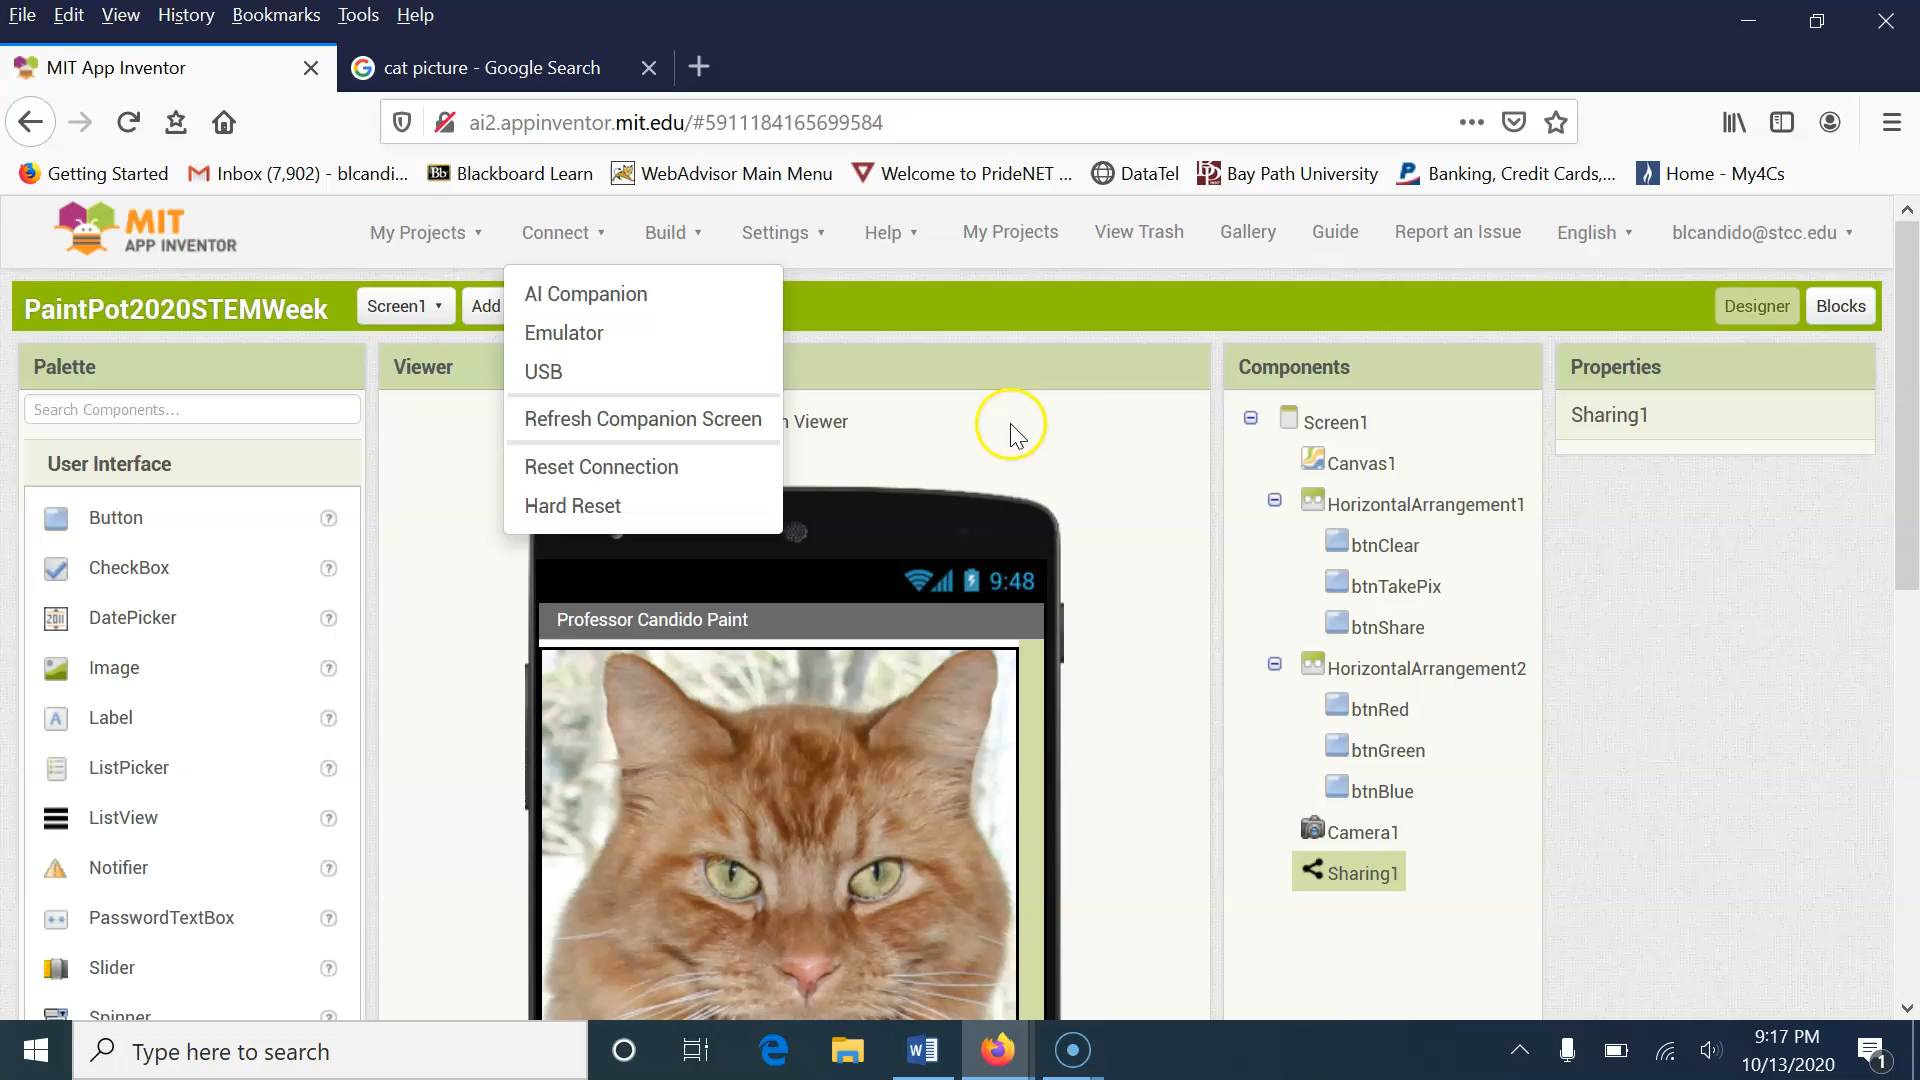 File Edit View History Bookmarks Tools Help
MIT App Inventor
cat picture - Google Search
ai2.appinventor.mit.edu/#5911184165699584
Getting Started
Inbox (7,902) - blcandi...
Bb Blackboard Learn
WebAdvisor Main Menu
Welcome to PrideNET ...
DataTel
Bay Path University
Banking, Credit Cards,...
Home - My4Cs
MIT
APP INVENTOR
My Projects Connect Build Settings Help My Projects View Trash Gallery Guide Report an Issue English blcandido@stcc.edu
PaintPot2020STEMWeek
Screen1
Add
Designer
Blocks
AI Companion
Emulator
USB
Refresh Companion Screen
Reset Connection
Hard Reset
Palette
Search Components...
User Interface
Button ?
CheckBox ?
2011 DatePicker ?
Image ?
A Label ?
ListPicker ?
ListView ?
Notifier ?
PasswordTextBox ?
Slider ?
Spinner ?
Viewer
n Viewer
9:48
Professor Candido Paint
Components
Screen1
Canvas1
HorizontalArrangement1
btnClear
btnTakePix
btnShare
HorizontalArrangement2
btnRed
btnGreen
btnBlue
Camera1
Sharing1
Properties
Sharing1
Type here to search
9:17 PM
10/13/2020
1